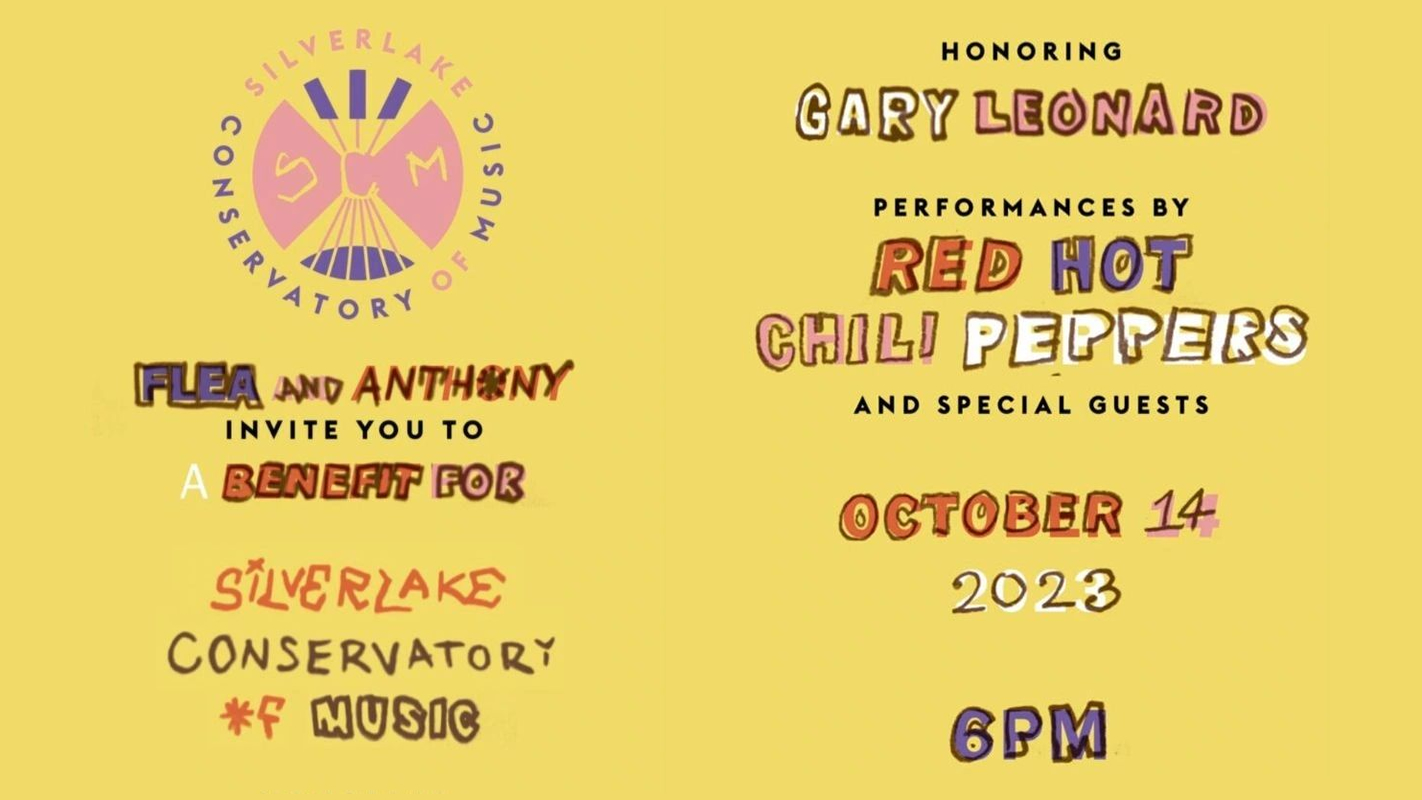 SILVERLAKE
CONSERVATORY OF MUSIC
S C M
FLEA AND ANTHONY
INVITE YOU TO
A BENEFIT FOR
SILVERLAKE
CONSERVATORY
*F MUSIC
HONORING
GARY LEONARD
PERFORMANCES BY
RED HOT
CHILI PEPPERS
AND SPECIAL GUESTS
OCTOBER 14
2023
6PM